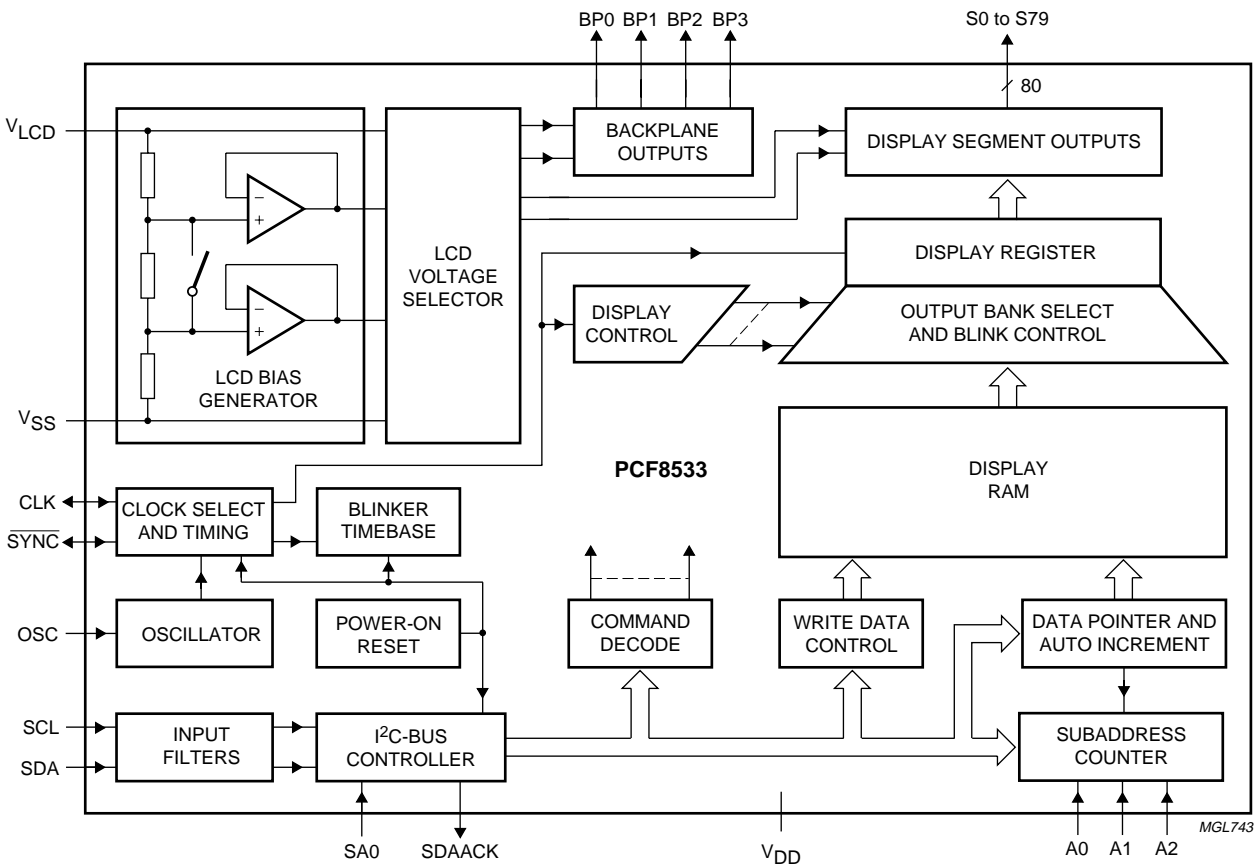 BP0 BP1 BP2 BP3
S0 to S79
80
VLCD
BACKPLANE
OUTPUTS
DISPLAY SEGMENT OUTPUTS
−
+
LCD
VOLTAGE
SELECTOR
DISPLAY REGISTER
−
+
DISPLAY
CONTROL
OUTPUT BANK SELECT
AND BLINK CONTROL
LCD BIAS
GENERATOR
VSS
PCF8533
DISPLAY
RAM
CLK
SYNC
CLOCK SELECT
AND TIMING
BLINKER
TIMEBASE
OSC
OSCILLATOR
POWER-ON
RESET
COMMAND
DECODE
WRITE DATA
CONTROL
DATA POINTER AND
AUTO INCREMENT
SCL
SDA
INPUT
FILTERS
I2C-BUS
CONTROLLER
SUBADDRESS
COUNTER
SA0
SDAACK
VDD
A0 A1 A2
MGL743